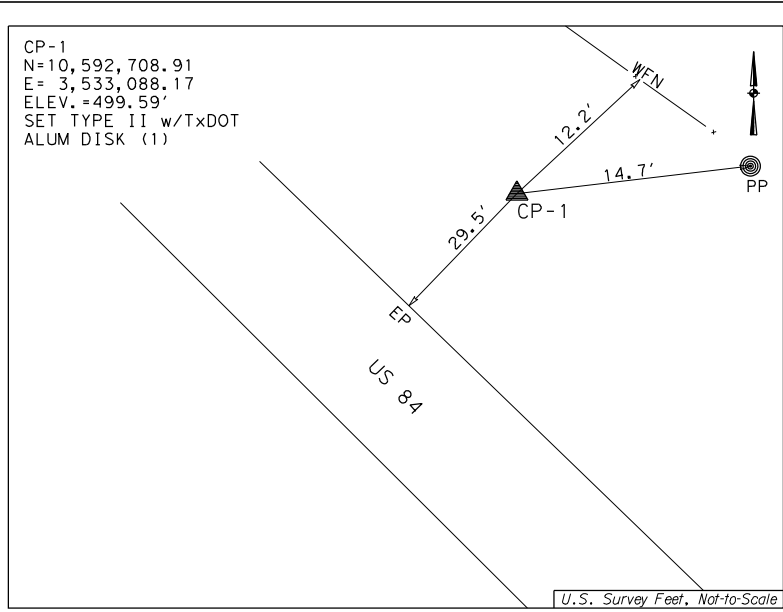 CP-1
N=10,592,708.91
E= 3,533,088.17
ELEV.=499.59'
SET TYPE II w/TxDOT
ALUM DISK (1)
WFN
12.2'
14.7'
PP
CP-1
29.5'
EP
US 84
U.S. Survey Feet, Not-to-Scale